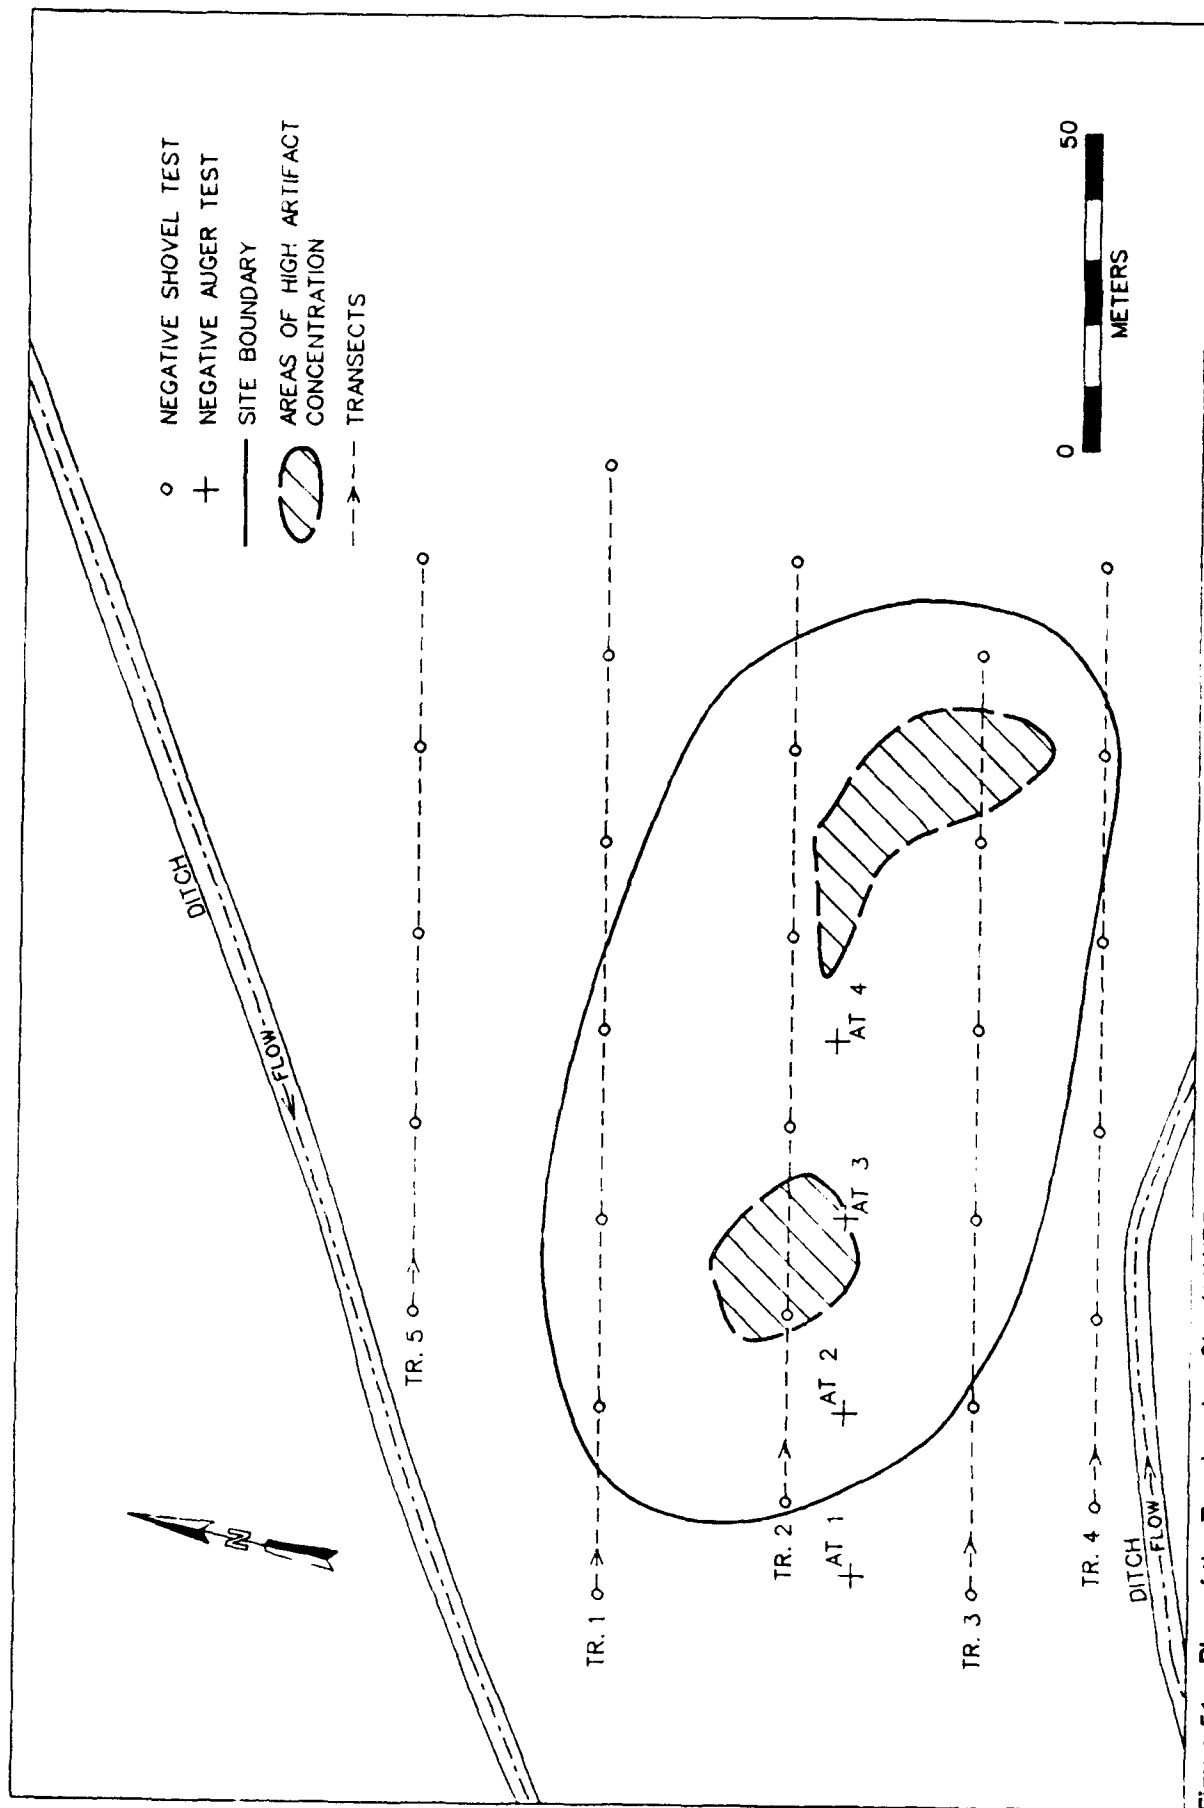 NEGATIVE SHOVEL TEST
NEGATIVE AUGER TEST
SITE BOUNDARY
AREAS OF HIGH ARTIFACT
CONCENTRATION
TRANSECTS
DITCH
FLOW
TR. 5
N
TR. 1
TR. 2
AT 1
AT 2
AT 3
AT 4
TR. 3
TR. 4
DITCH
FLOW
0
50
METERS